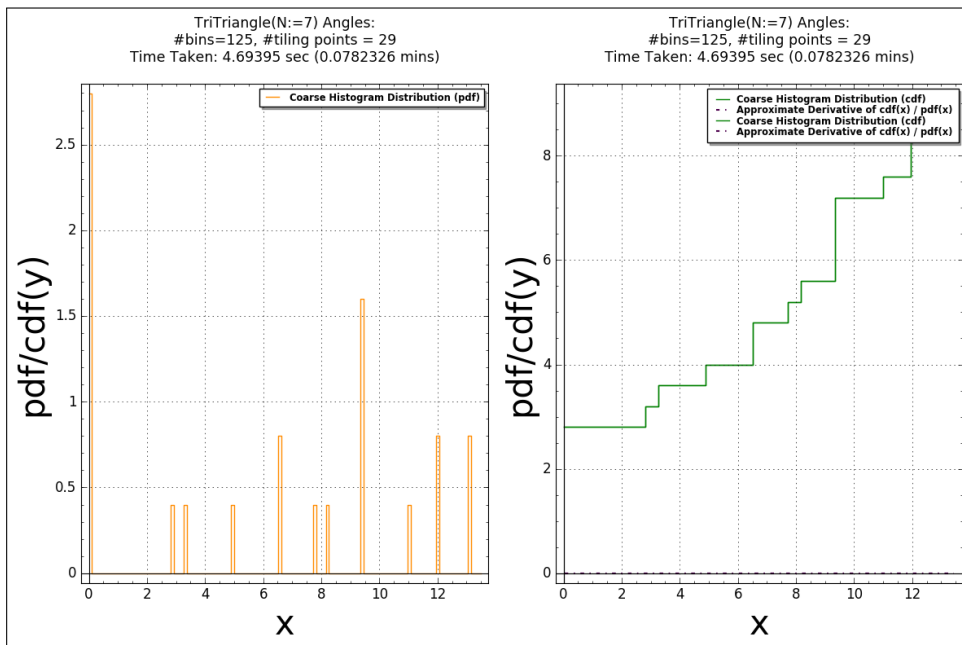 TriTriangle(N:=7) Angles:
#bins=125, #tiling points = 29
Time Taken: 4.69395 sec (0.0782326 mins)
Coarse Histogram Distribution (pdf)
pdf/cdf(y)
2.5
2
1.5
1
0.5
0
0 2 4 6 8 10 12
x
TriTriangle(N:=7) Angles:
#bins=125, #tiling points = 29
Time Taken: 4.69395 sec (0.0782326 mins)
Coarse Histogram Distribution (cdf)
Approximate Derivative of cdf(x) / pdf(x)
Coarse Histogram Distribution (cdf)
Approximate Derivative of cdf(x) / pdf(x)
pdf/cdf(y)
8
6
4
2
0
0 2 4 6 8 10 12
x